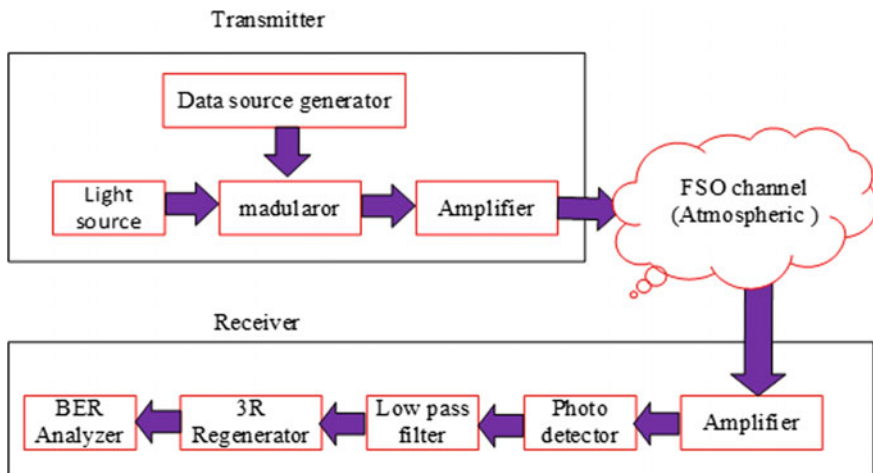 Transmitter
Data source generator
Light
source
madularor
Amplifier
FSO channel
(Atmospheric )
Receiver
BER
Analyzer
3R
Regenerator
Low pass
filter
Photo
detector
Amplifier